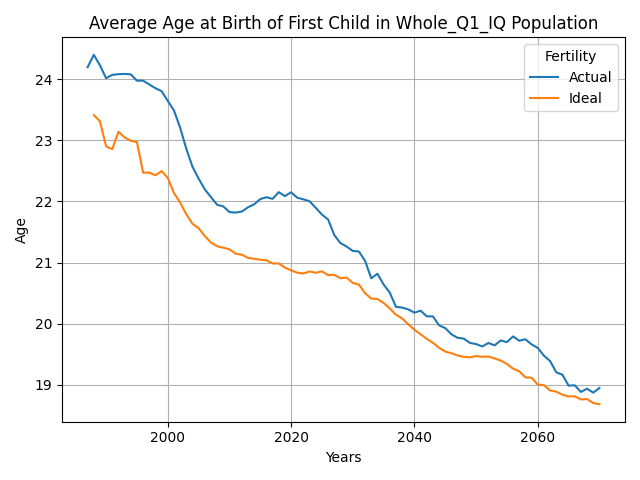 Average Age at Birth of First Child in Whole_Q1_IQ Population
Fertility
Actual
Ideal
Age
24
23
22
21
20
19
2000
2020
2040
2060
Years